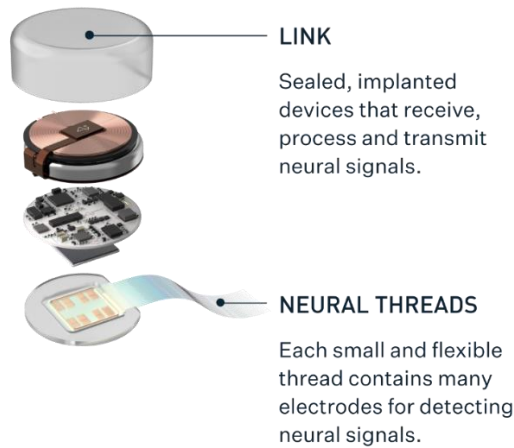 LINK
Sealed, implanted
devices that receive,
process and transmit
neural signals.
NEURAL THREADS
Each small and flexible
thread contains many
electrodes for detecting
neural signals.